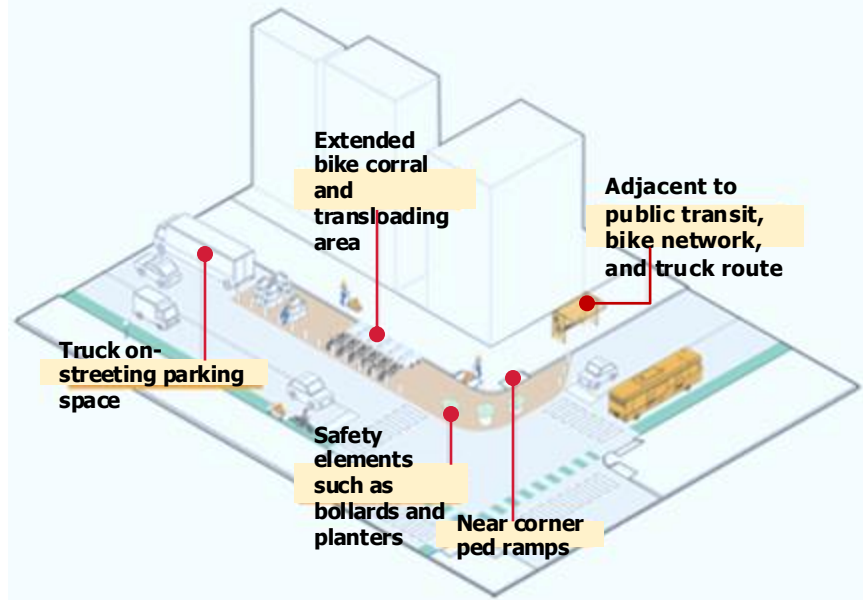 Extended
bike corral
and
transloading
area
Adjacent to
public transit,
bike network,
and truck route
Truck on-
streeting parking
space
Safety
elements
such as
bollards and
planters
Near corner
ped ramps